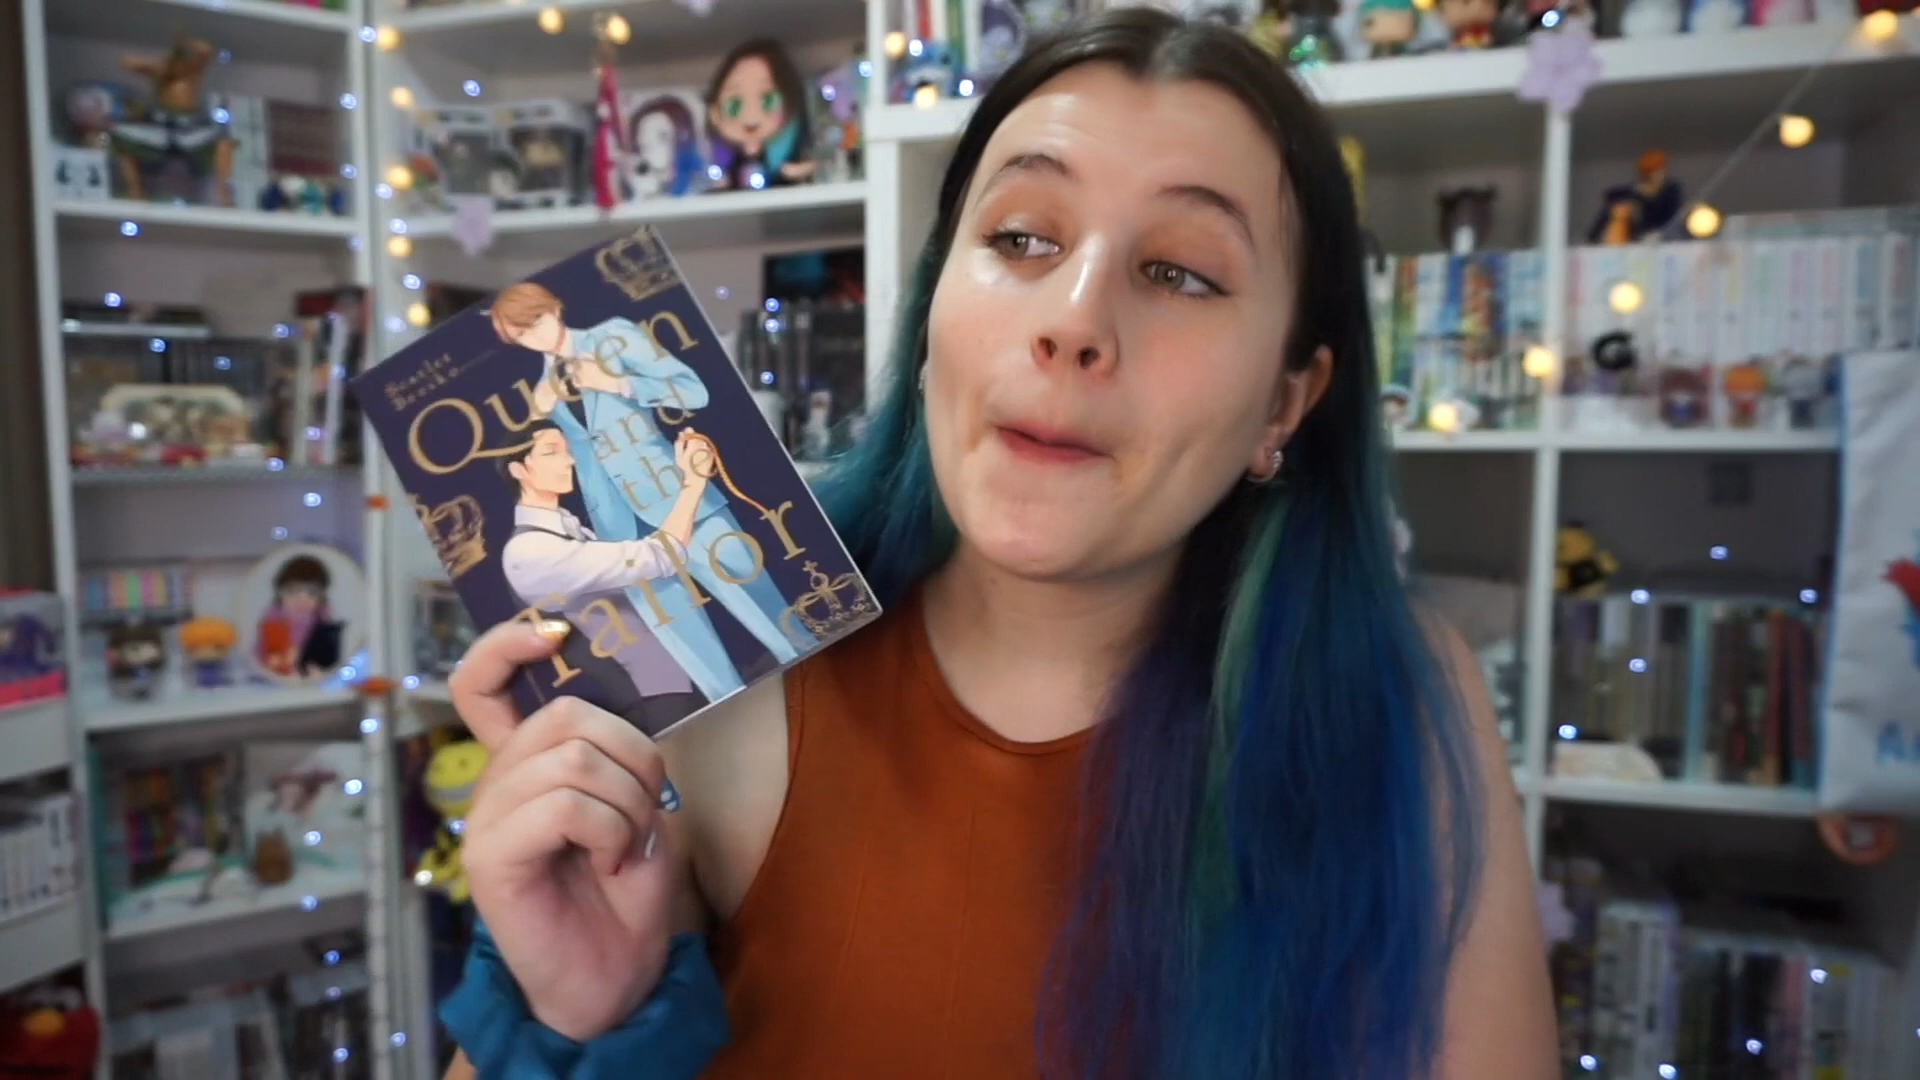 Scarlet
Beriko
Queen
and
the
Tailor